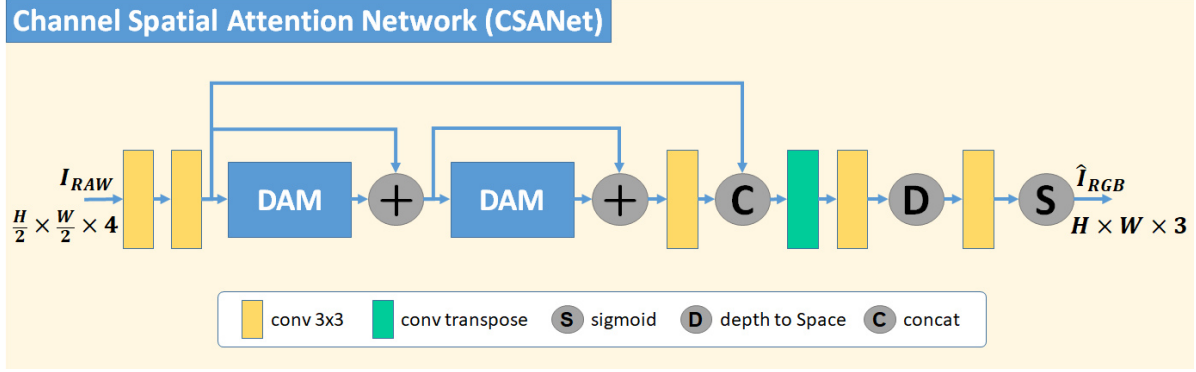 Channel Spatial Attention Network (CSANet)
I_RAW
H/2 × W/2 × 4
DAM
+
DAM
+
C
D
S
Î_RGB
H × W × 3
conv 3x3
conv transpose
S sigmoid
D depth to Space
C concat